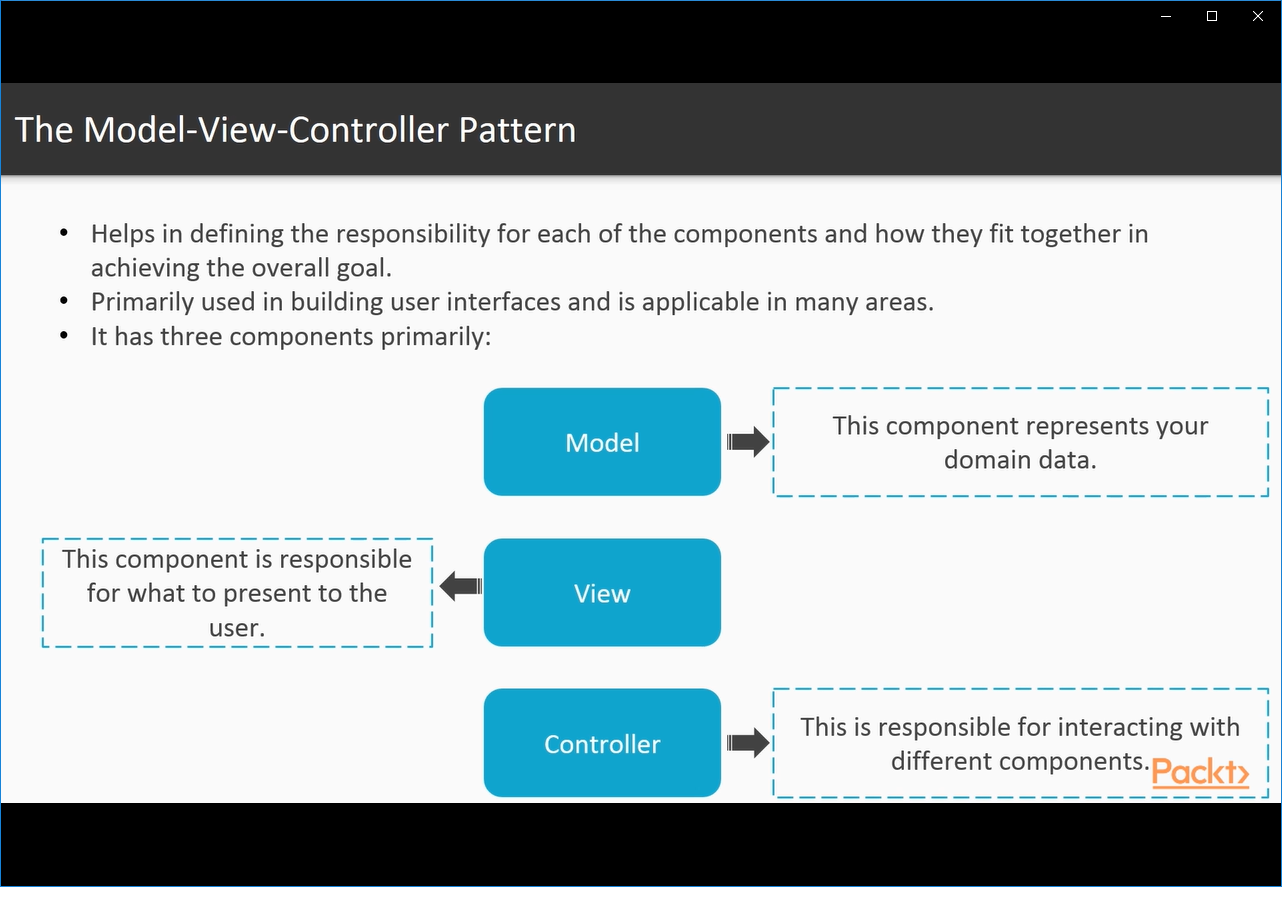 The Model-View-Controller Pattern
• Helps in defining the responsibility for each of the components and how they fit together in
achieving the overall goal.
• Primarily used in building user interfaces and is applicable in many areas.
• It has three components primarily:
Model
This component represents your
domain data.
This component is responsible
for what to present to the
user.
View
Controller
This is responsible for interacting with
different components.
Packt>